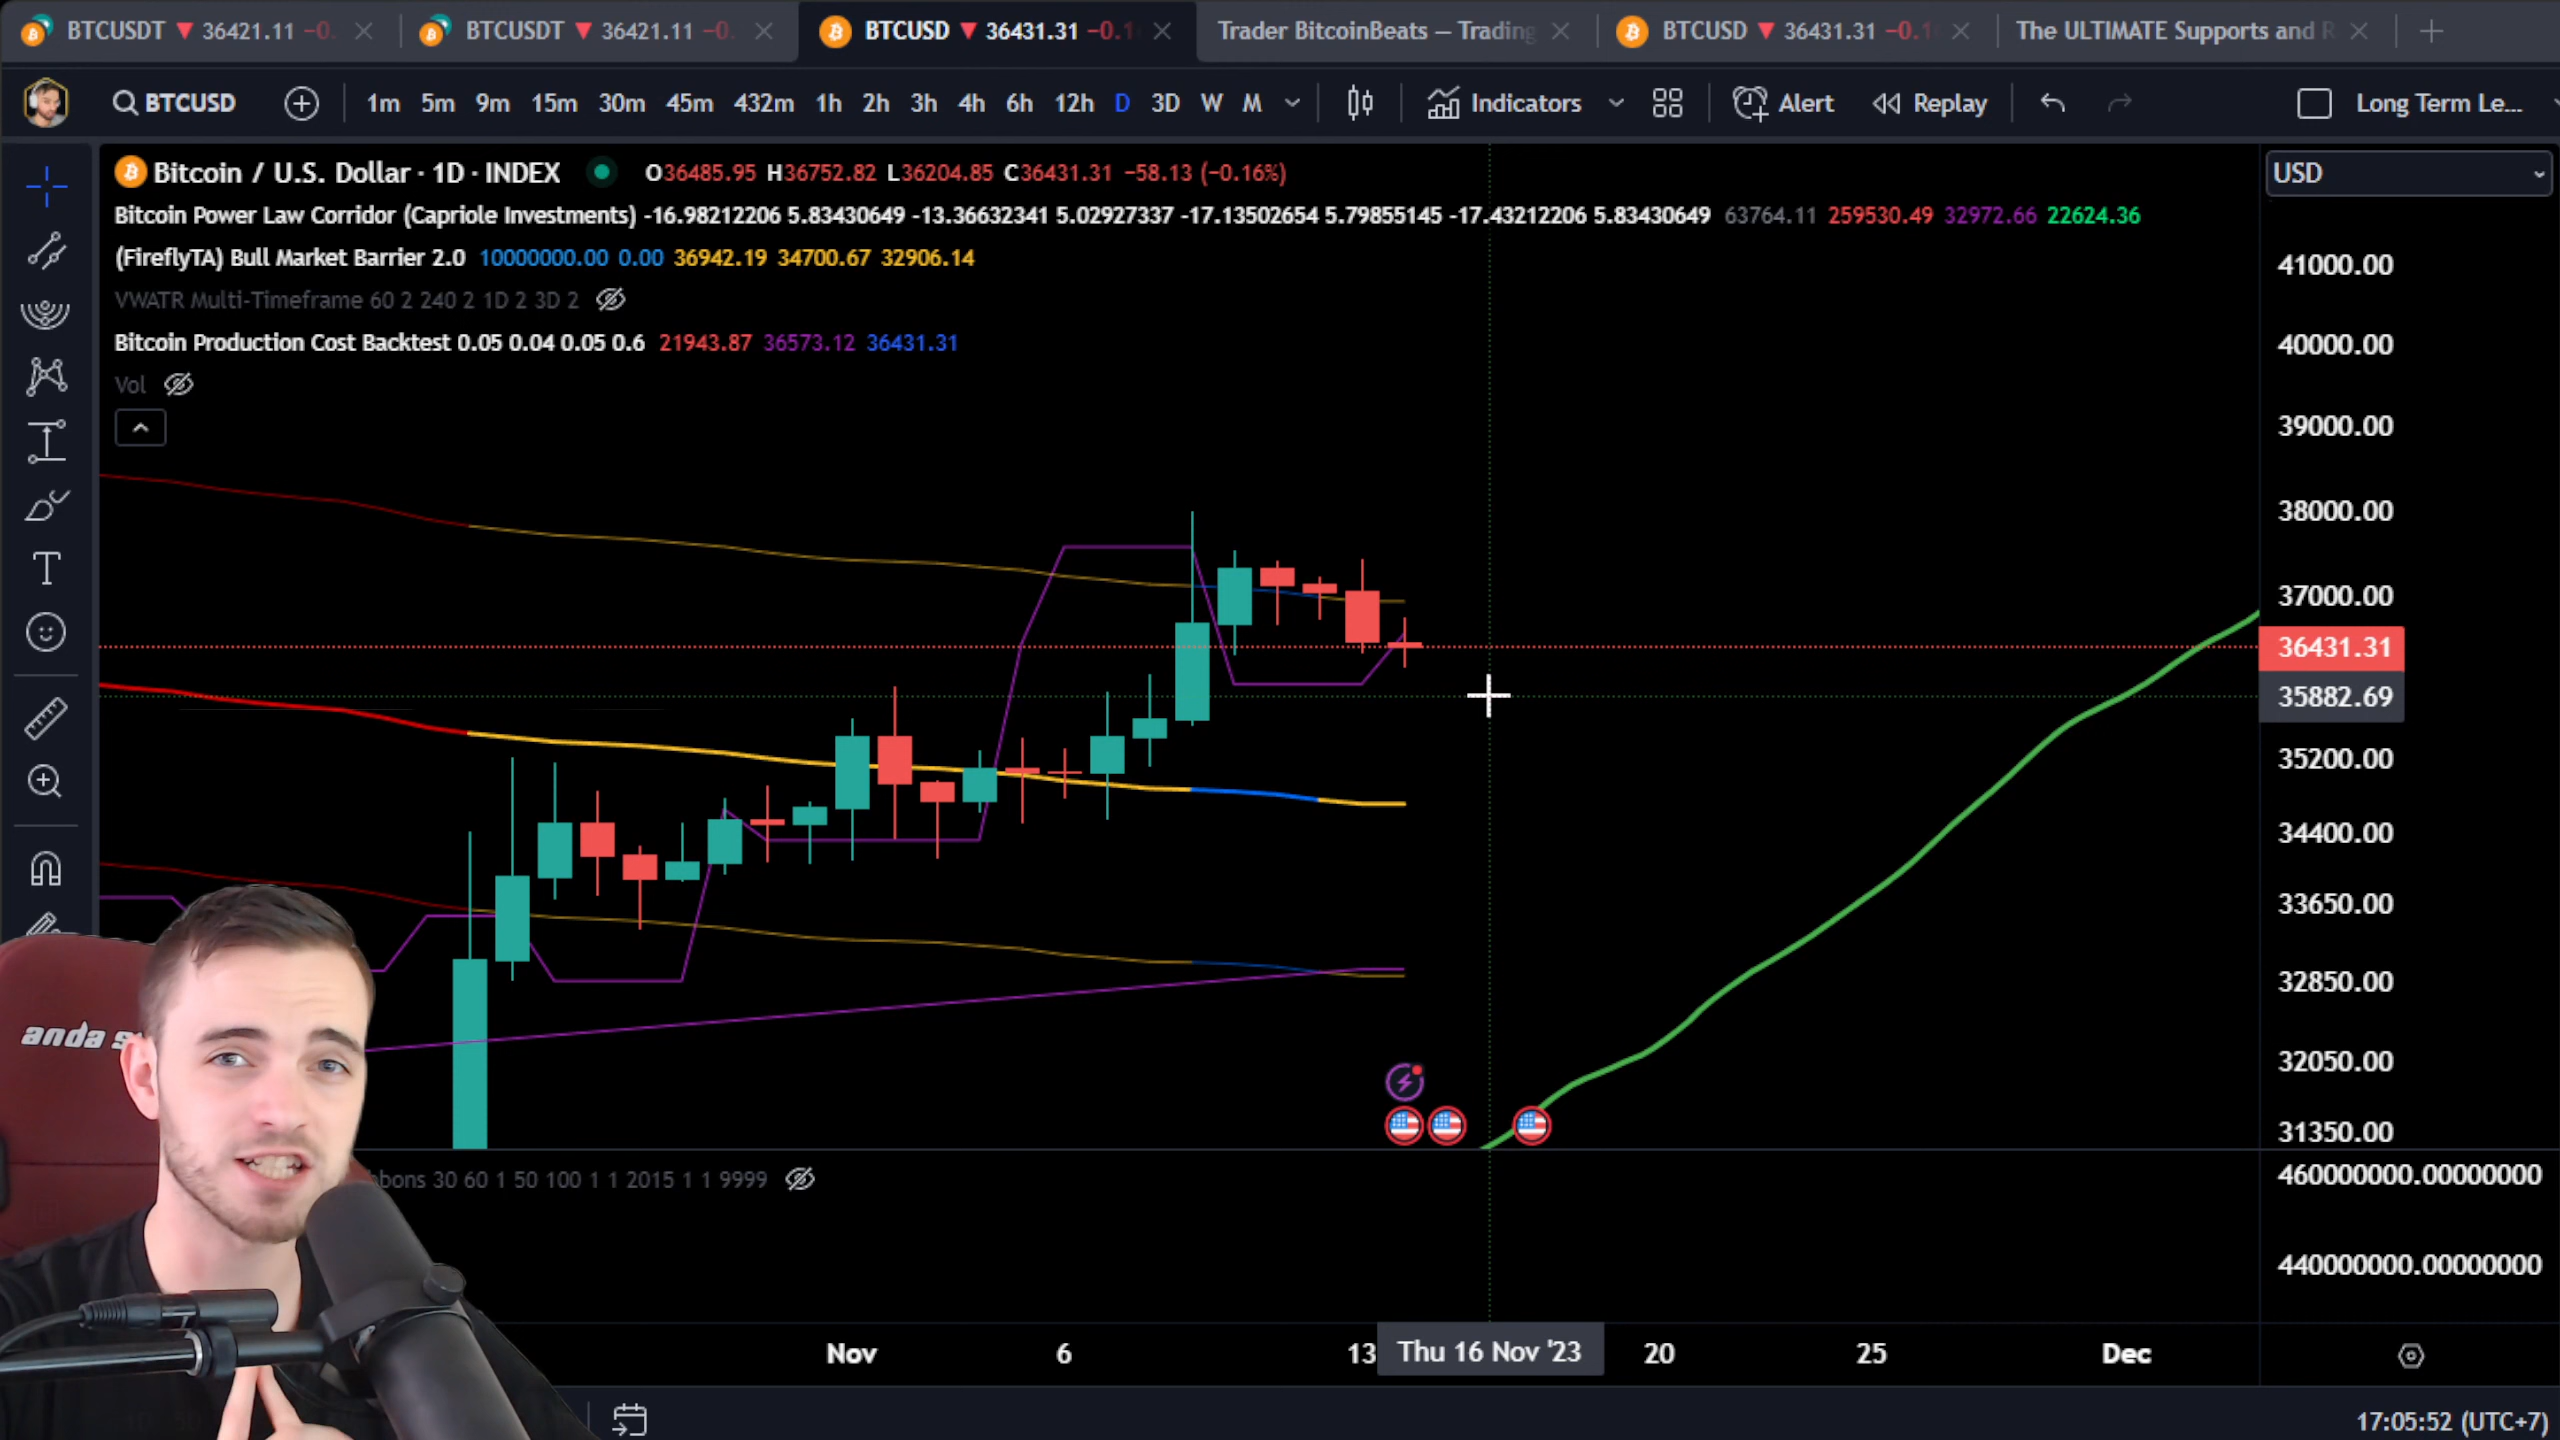 BTCUSDT 36421.11 −0. BTCUSDT 36421.11 −0. BTCUSD 36431.31 −0.1 Trader BitcoinBeats — Trading BTCUSD 36431.31 −0.1 The ULTIMATE Supports and R
BTCUSD 1m 5m 9m 15m 30m 45m 432m 1h 2h 3h 4h 6h 12h D 3D W M Indicators Alert Replay Long Term Le...
Bitcoin / U.S. Dollar · 1D · INDEX O36485.95 H36752.82 L36204.85 C36431.31 −58.13 (−0.16%) USD
Bitcoin Power Law Corridor (Capriole Investments) -16.98212206 5.83430649 -13.36632341 5.02927337 -17.13502654 5.79855145 -17.43212206 5.83430649 63764.11 259530.49 32972.66 22624.36
(FireflyTA) Bull Market Barrier 2.0 10000000.00 0.00 36942.19 34700.67 32906.14
VWATR Multi-Timeframe 60 2 240 2 1D 2 3D 2
Bitcoin Production Cost Backtest 0.05 0.04 0.05 0.6 21943.87 36573.12 36431.31
Vol
41000.00
40000.00
39000.00
38000.00
37000.00
36431.31
35882.69
35200.00
34400.00
33650.00
32850.00
32050.00
31350.00
anda s
bbons 30 60 1 50 100 1 1 2015 1 1 9999
460000000.00000000
440000000.00000000
Nov 6 13 Thu 16 Nov '23 20 25 Dec
17:05:52 (UTC+7)